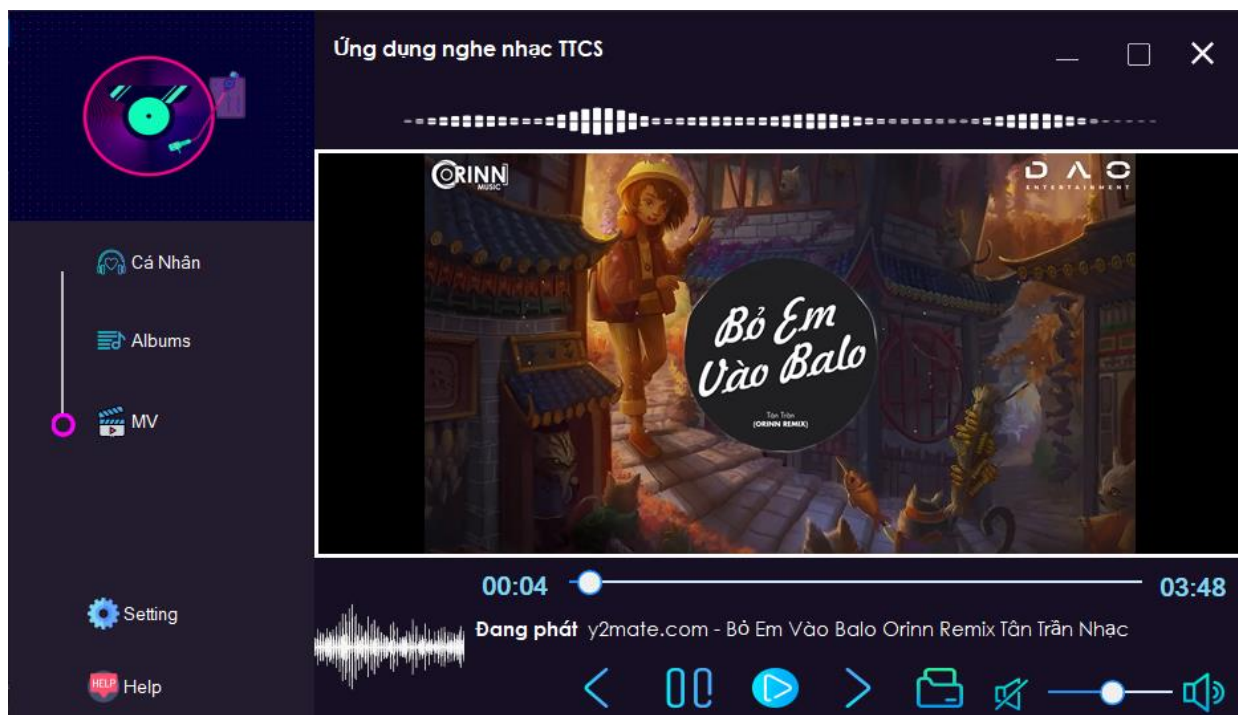 Ứng dụng nghe nhạc TTCS
ORINN
MUSIC
DAO
ENTERTAINMENT
Cá Nhân
Albums
MV
Bỏ Em
Vào Balo
Tân Trần
(ORINN REMIX)
00:04
03:48
Đang phát y2mate.com - Bỏ Em Vào Balo Orinn Remix Tân Trần Nhạc
Setting
HELP Help